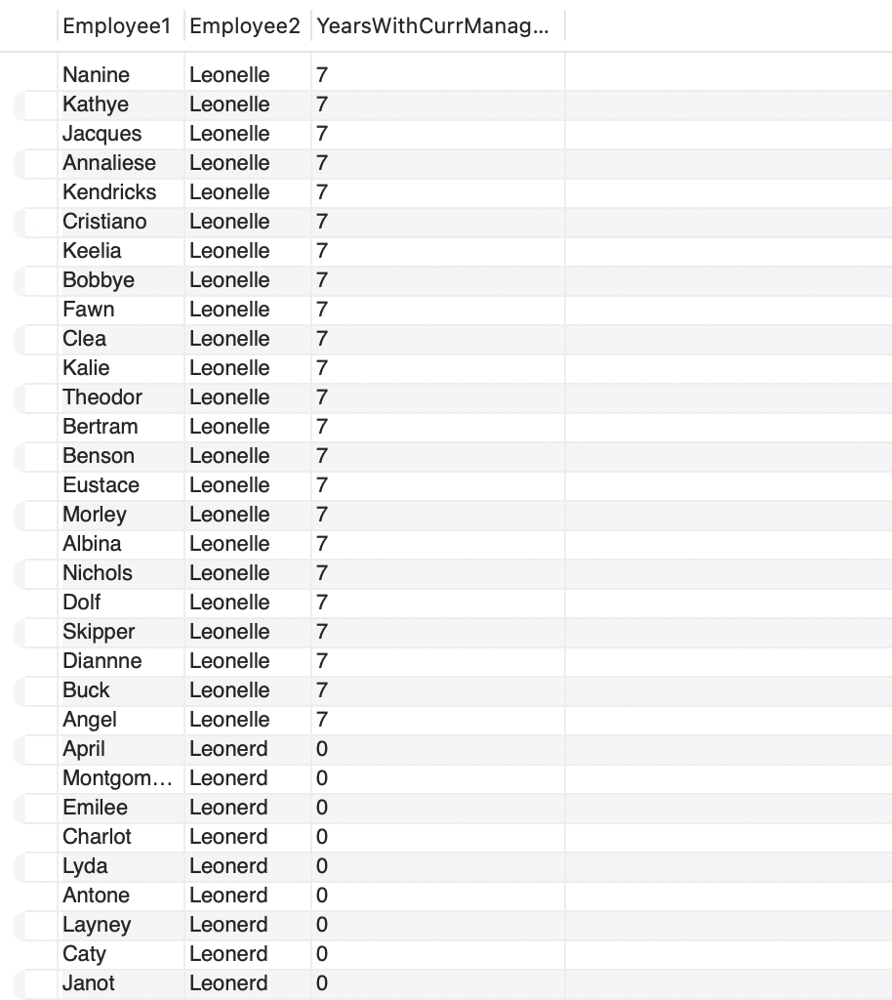 Employee1 Employee2 YearsWithCurrManag...
Nanine Leonelle 7
Kathye Leonelle 7
Jacques Leonelle 7
Annaliese Leonelle 7
Kendricks Leonelle 7
Cristiano Leonelle 7
Keelia Leonelle 7
Bobbye Leonelle 7
Fawn Leonelle 7
Clea Leonelle 7
Kalie Leonelle 7
Theodor Leonelle 7
Bertram Leonelle 7
Benson Leonelle 7
Eustace Leonelle 7
Morley Leonelle 7
Albina Leonelle 7
Nichols Leonelle 7
Dolf Leonelle 7
Skipper Leonelle 7
Diannne Leonelle 7
Buck Leonelle 7
Angel Leonelle 7
April Leonerd 0
Montgom... Leonerd 0
Emilee Leonerd 0
Charlot Leonerd 0
Lyda Leonerd 0
Antone Leonerd 0
Layney Leonerd 0
Caty Leonerd 0
Janot Leonerd 0